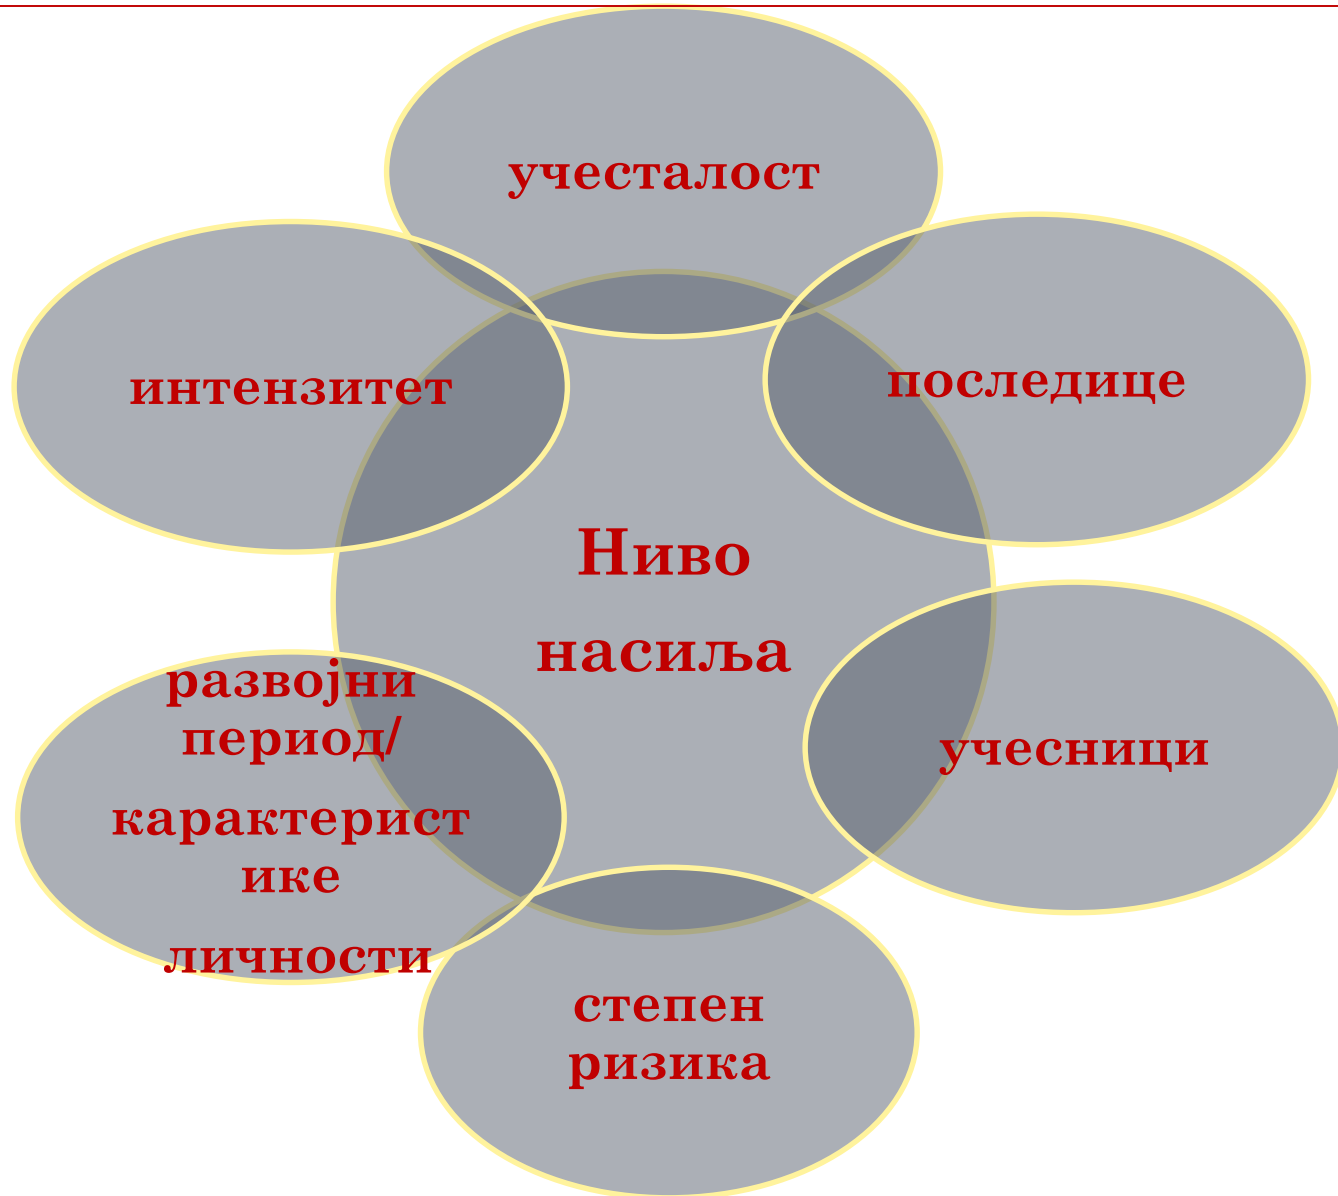 учесталост
интензитет
последице
Ниво
насиља
развојни
период/
карактерист
ике
личности
учесници
степен
ризика